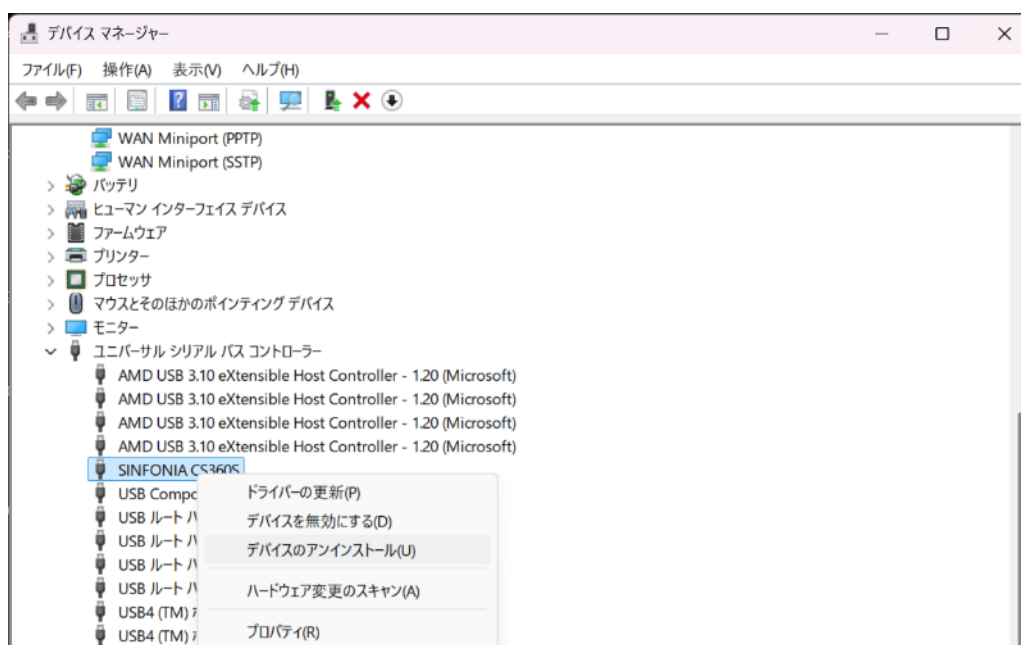 デバイス マネージャー
ファイル(F) 操作(A) 表示(V) ヘルプ(H)
WAN Miniport (PPTP)
WAN Miniport (SSTP)
バッテリ
ヒューマン インターフェイス デバイス
ファームウェア
プリンター
プロセッサ
マウスとそのほかのポインティング デバイス
モニター
ユニバーサル シリアル バス コントローラー
AMD USB 3.10 eXtensible Host Controller - 1.20 (Microsoft)
AMD USB 3.10 eXtensible Host Controller - 1.20 (Microsoft)
AMD USB 3.10 eXtensible Host Controller - 1.20 (Microsoft)
AMD USB 3.10 eXtensible Host Controller - 1.20 (Microsoft)
SINFONIA CS360S
USB Compo
USB ルート ハ
USB ルート ハ
USB ルート ハ
USB ルート ハ
USB4 (TM)
USB4 (TM)
ドライバーの更新(P)
デバイスを無効にする(D)
デバイスのアンインストール(U)
ハードウェア変更のスキャン(A)
プロパティ(R)